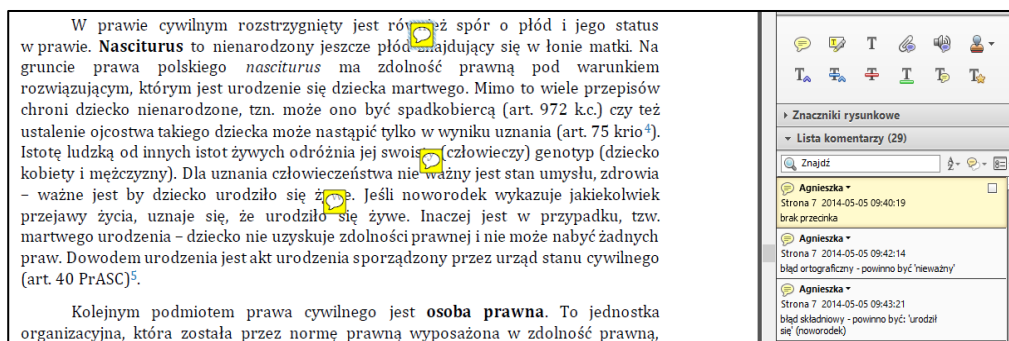 W prawie cywilnym rozstrzygnięty jest również spór o płód i jego status
w prawie. Nasciturus to nienarodzony jeszcze płód znajdujący się w łonie matki. Na
gruncie prawa polskiego nasciturus ma zdolność prawną pod warunkiem
rozwiązującym, którym jest urodzenie się dziecka martwego. Mimo to wiele przepisów
chroni dziecko nienarodzone, tzn. może ono być spadkobiercą (art. 972 k.c.) czy też
ustalenie ojcostwa takiego dziecka może nastąpić tylko w wyniku uznania (art. 75 krio4).
Istotę ludzką od innych istot żywych odróżnia jej swoisty (człowieczy) genotyp (dziecko
kobiety i mężczyzny). Dla uznania człowieczeństwa nie ważny jest stan umysłu, zdrowia
– ważne jest by dziecko urodziło się żywe. Jeśli noworodek wykazuje jakiekolwiek
przejawy życia, uznaje się, że urodziło się żywe. Inaczej jest w przypadku, tzw.
martwego urodzenia – dziecko nie uzyskuje zdolności prawnej i nie może nabyć żadnych
praw. Dowodem urodzenia jest akt urodzenia sporządzony przez urząd stanu cywilnego
(art. 40 PrASC)5.
Kolejnym podmiotem prawa cywilnego jest osoba prawna. To jednostka
organizacyjna, która została przez normę prawną wyposażona w zdolność prawną,
Znaczniki rysunkowe
Lista komentarzy (29)
Znajdź
Agnieszka
Strona 7 2014-05-05 09:40:19
brak przecinka
Agnieszka
Strona 7 2014-05-05 09:42:14
błąd ortograficzny - powinno być 'nieważny'
Agnieszka
Strona 7 2014-05-05 09:43:21
błąd składniowy - powinno być: 'urodził
się' (noworodek)